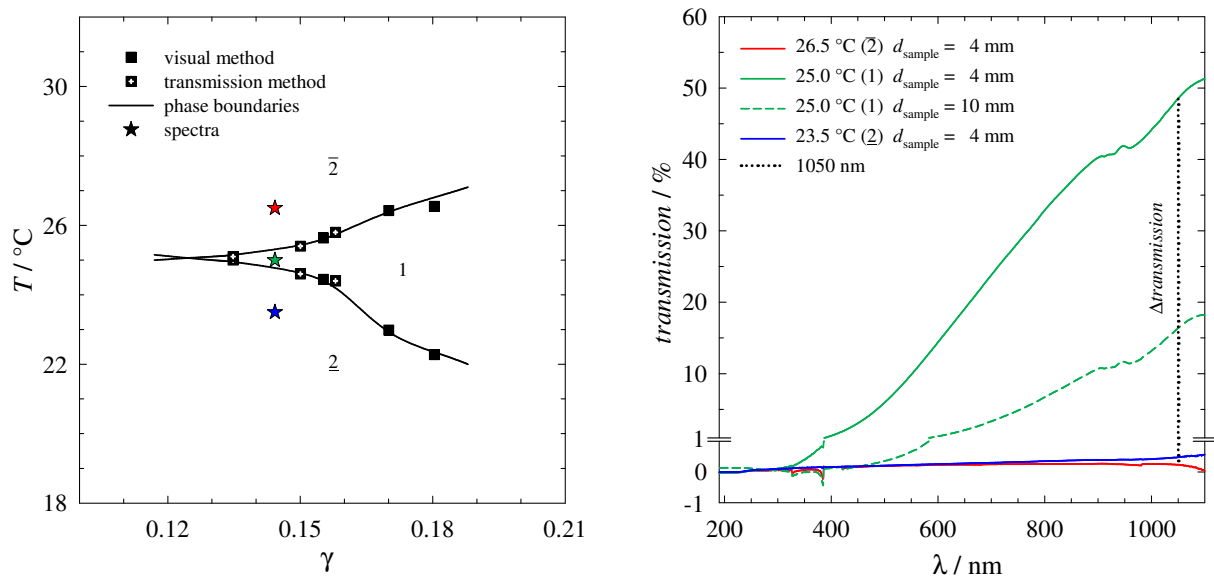 30
26
22
18
T / °C
0.12
0.15
0.18
0.21
γ
visual method
transmission method
phase boundaries
spectra
2̅
1
2̲
60
50
40
30
20
10
1
0
-1
transmission / %
200
400
600
800
1000
λ / nm
26.5 °C (2̅) d_sample = 4 mm
25.0 °C (1) d_sample = 4 mm
25.0 °C (1) d_sample = 10 mm
23.5 °C (2̲) d_sample = 4 mm
1050 nm
Δtransmission